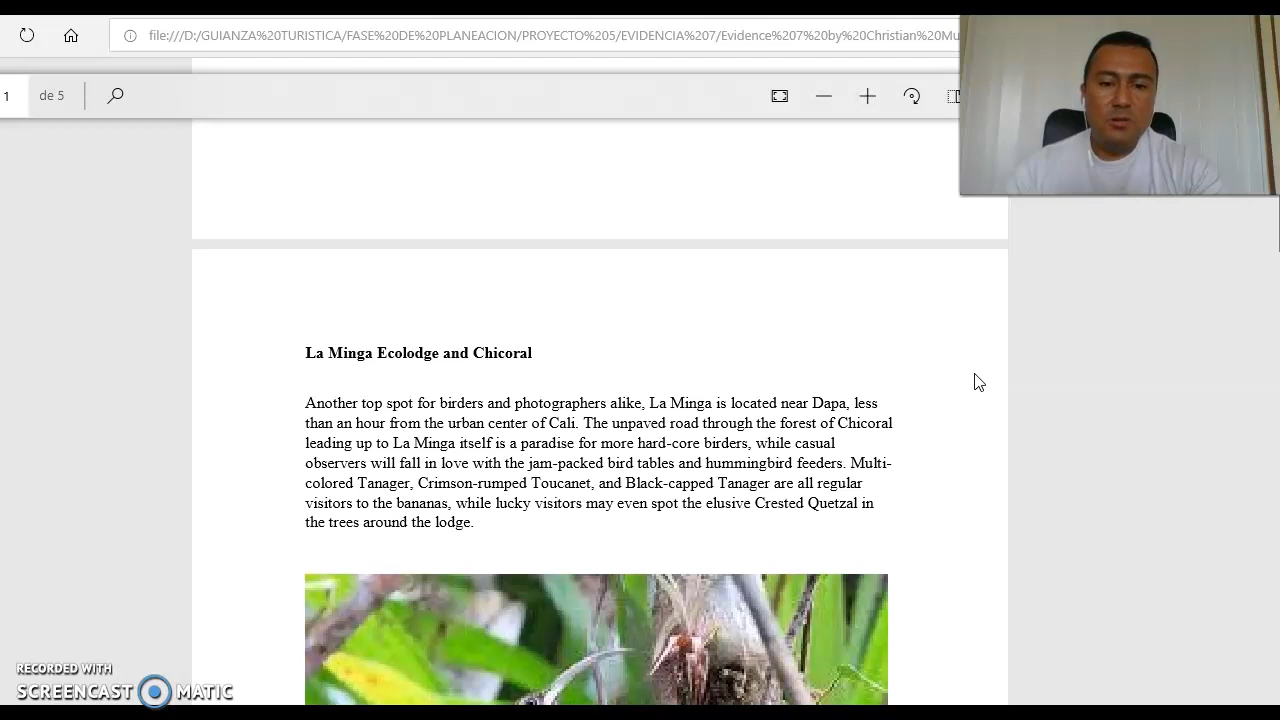 file:///D:/GUIANZA%20TURISTICA/FASE%20DE%20PLANEACION/PROYECTO%205/EVIDENCIA%207/Evidence%207%20by%20Christian%20Mu
1 de 5
La Minga Ecolodge and Chicoral
Another top spot for birders and photographers alike, La Minga is located near Dapa, less
than an hour from the urban center of Cali. The unpaved road through the forest of Chicoral
leading up to La Minga itself is a paradise for more hard-core birders, while casual
observers will fall in love with the jam-packed bird tables and hummingbird feeders. Multi-
colored Tanager, Crimson-rumped Toucanet, and Black-capped Tanager are all regular
visitors to the bananas, while lucky visitors may even spot the elusive Crested Quetzal in
the trees around the lodge.
RECORDED WITH
SCREENCAST MATIC